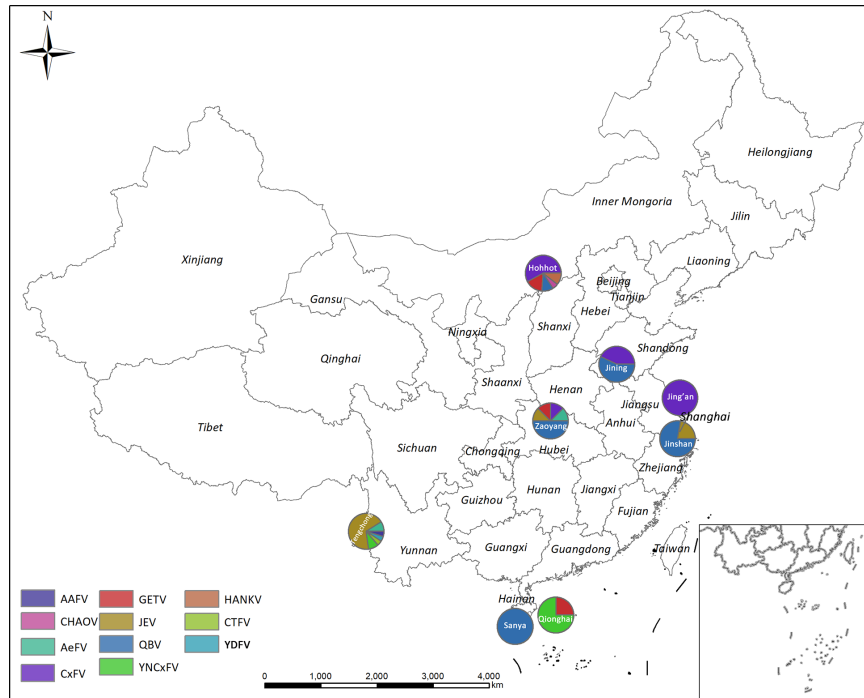 N
Heilongjiang
Inner Mongoria
Jilin
Xinjiang
Liaoning
Hohhot
Beijing
Tianjin
Gansu
Hebei
Ningxia
Shanxi
Shandong
Qinghai
Jining
Shaanxi
Henan
Jing'an
Jiangsu
Shanghai
Tibet
Zaoyang
Anhui
Jinshan
Sichuan
Chongqing
Hubei
Zhejiang
Guizhou
Hunan
Jiangxi
Fujian
Tengchong
Yunnan
Guangxi
Guangdong
Taiwan
Hainan
Sanya
Qionghai
AAFV GETV HANKV
CHAOV JEV CTFV
AeFV QBV YDFV
CxFV YNCxFV
0 1,000 2,000 3,000 4,000
km